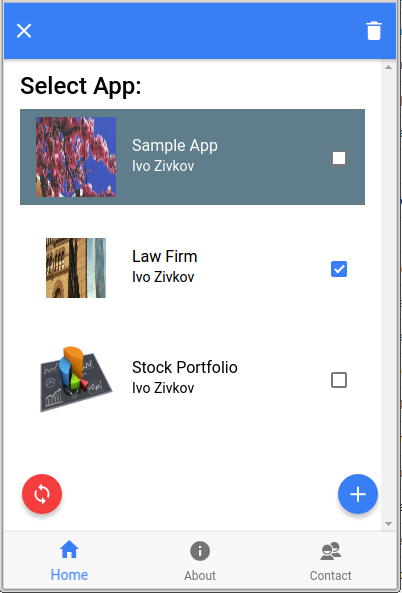 Select App:
Sample App
Ivo Zivkov
Law Firm
Ivo Zivkov
Stock Portfolio
Ivo Zivkov
Home
About
Contact